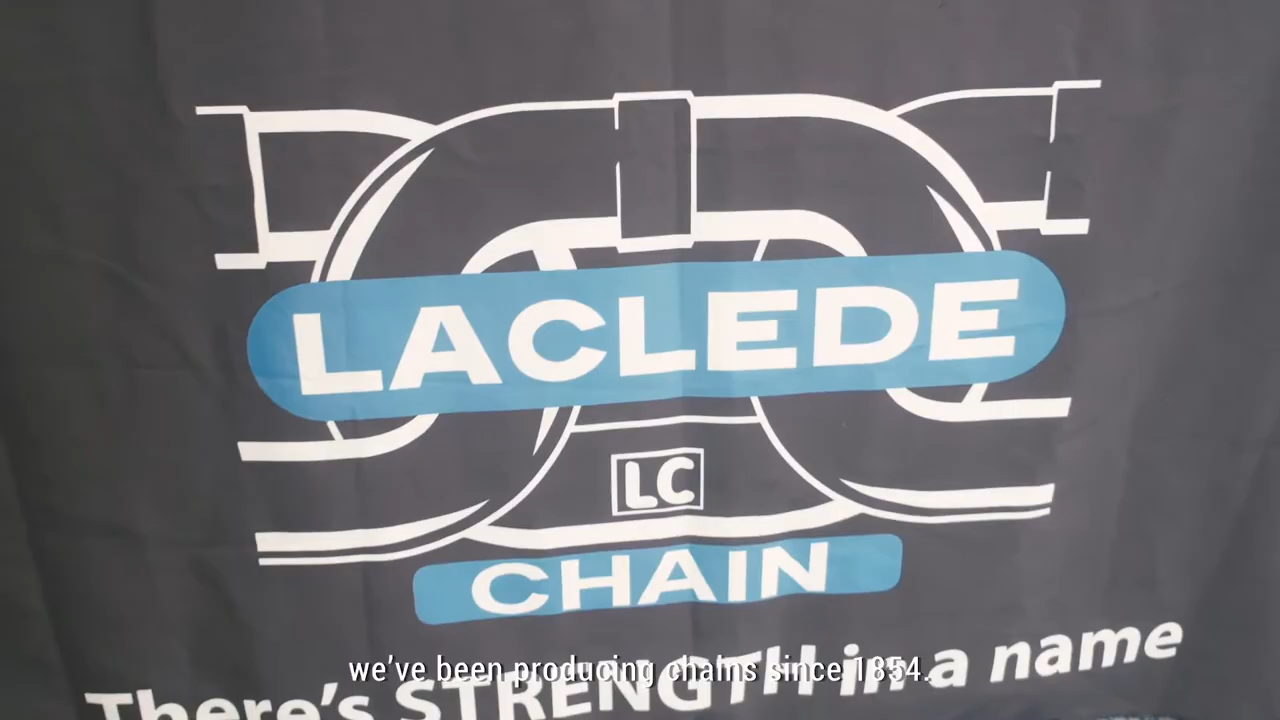 LACLEDE
LC
CHAIN
There's STRENGTH in a name
we've been producing chains since 1854.